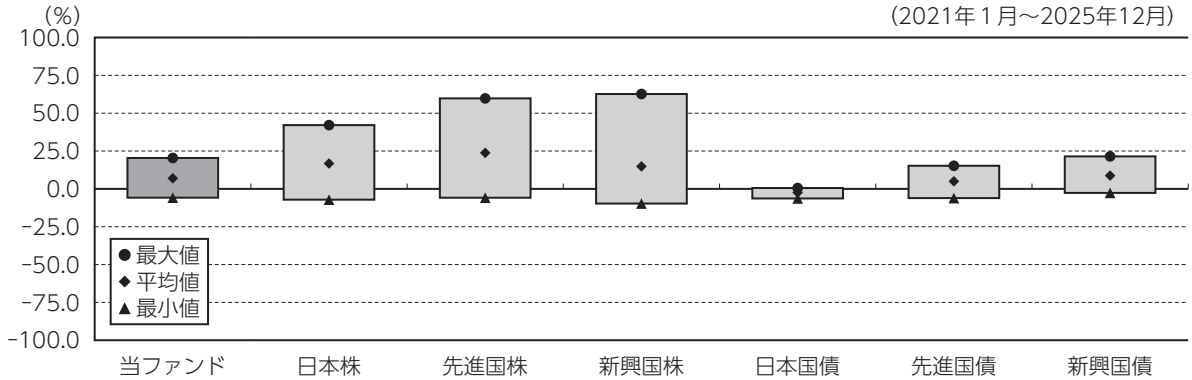 (%)
(2021年1月～2025年12月)
100.0
75.0
50.0
25.0
0.0
-25.0
-50.0
-75.0
-100.0
●最大値
◆平均値
▲最小値
当ファンド 日本株 先進国株 新興国株 日本国債 先進国債 新興国債